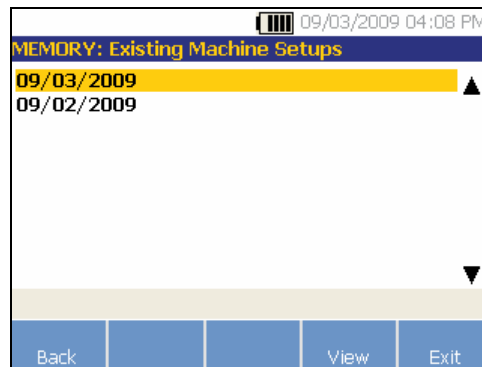 09/03/2009 04:08 PM
MEMORY: Existing Machine Setups
09/03/2009
09/02/2009
Back View Exit